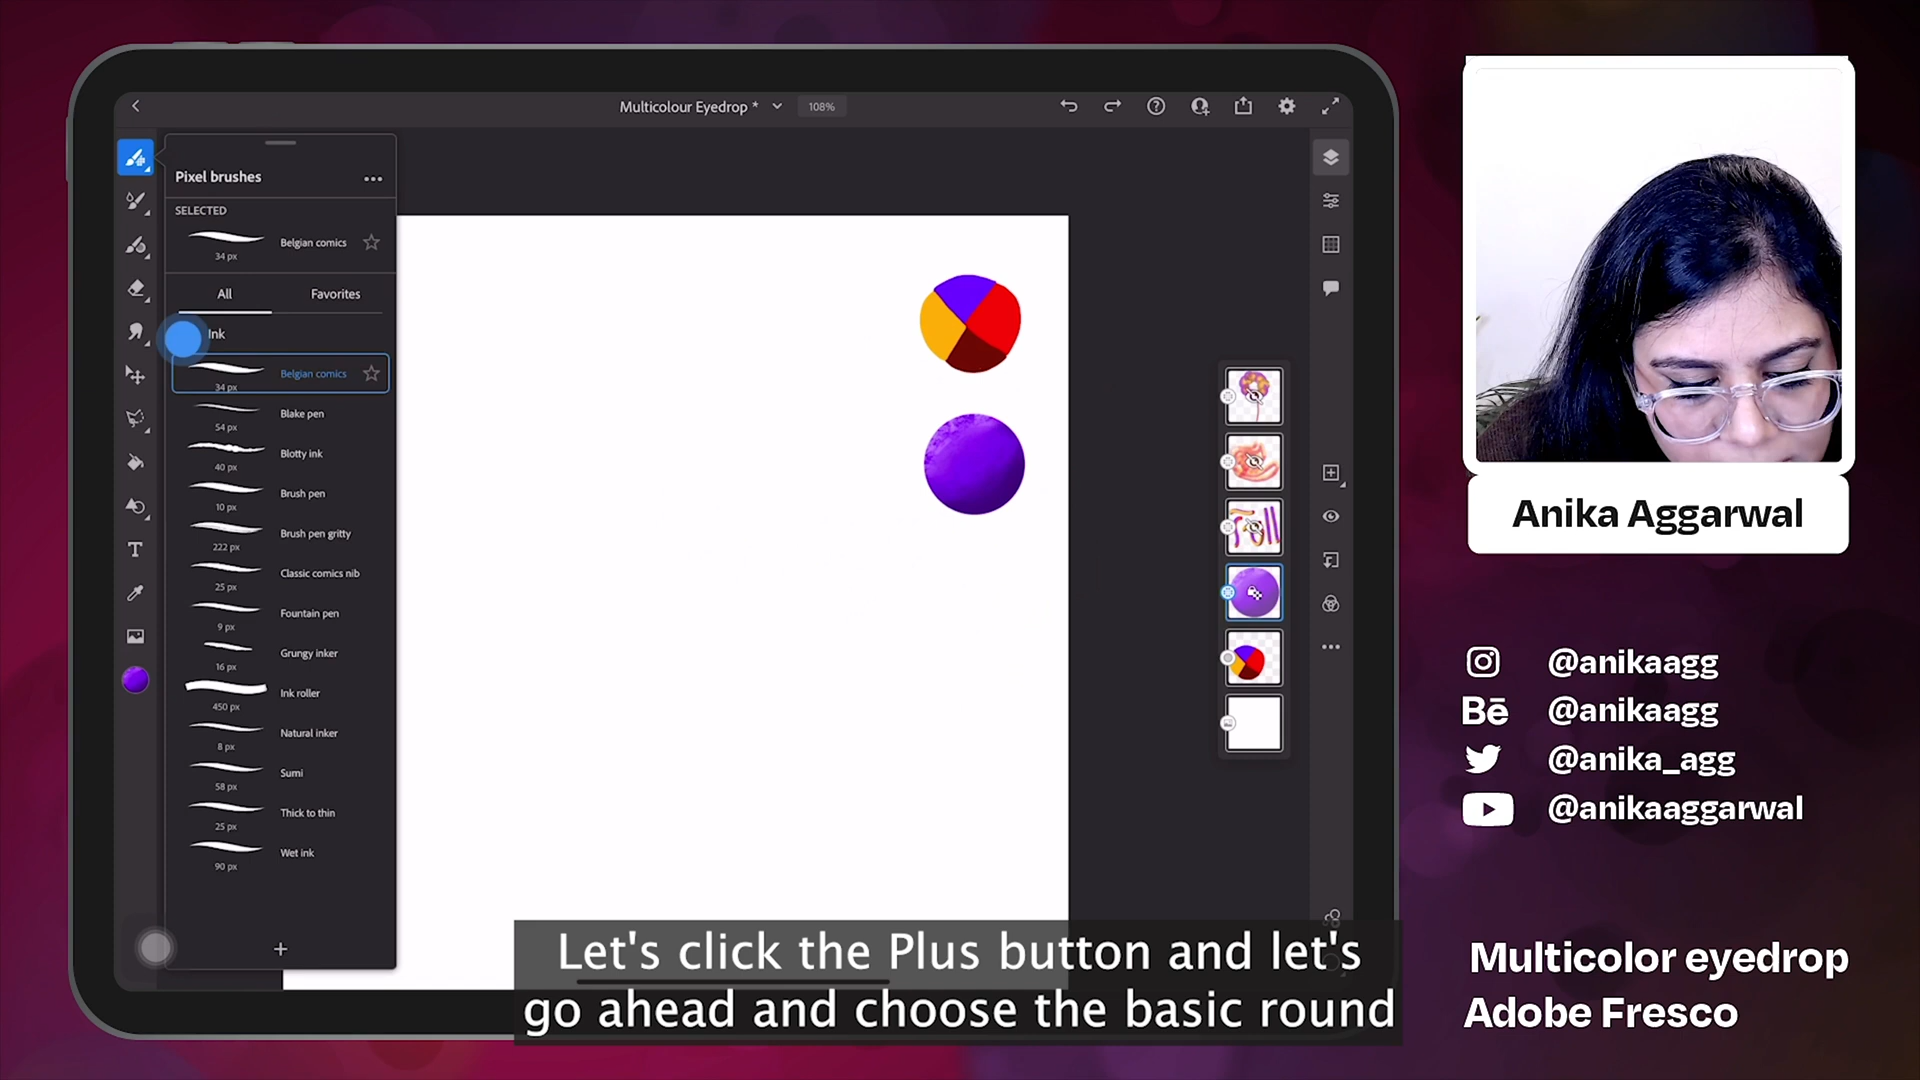 Multicolour Eyedrop *
108%
Pixel brushes
SELECTED
Belgian comics
34 px
All
Favorites
Ink
Belgian comics
34 px
Blake pen
54 px
Blotty ink
40 px
Brush pen
10 px
Brush pen gritty
222 px
Classic comics nib
25 px
Fountain pen
9 px
Grungy inker
16 px
Ink roller
450 px
Natural inker
8 px
Sumi
58 px
Thick to thin
25 px
Wet ink
90 px
Let's click the Plus button and let's
go ahead and choose the basic round
Anika Aggarwal
@anikaagg
Bē @anikaagg
@anika_agg
@anikaaggarwal
Multicolor eyedrop
Adobe Fresco